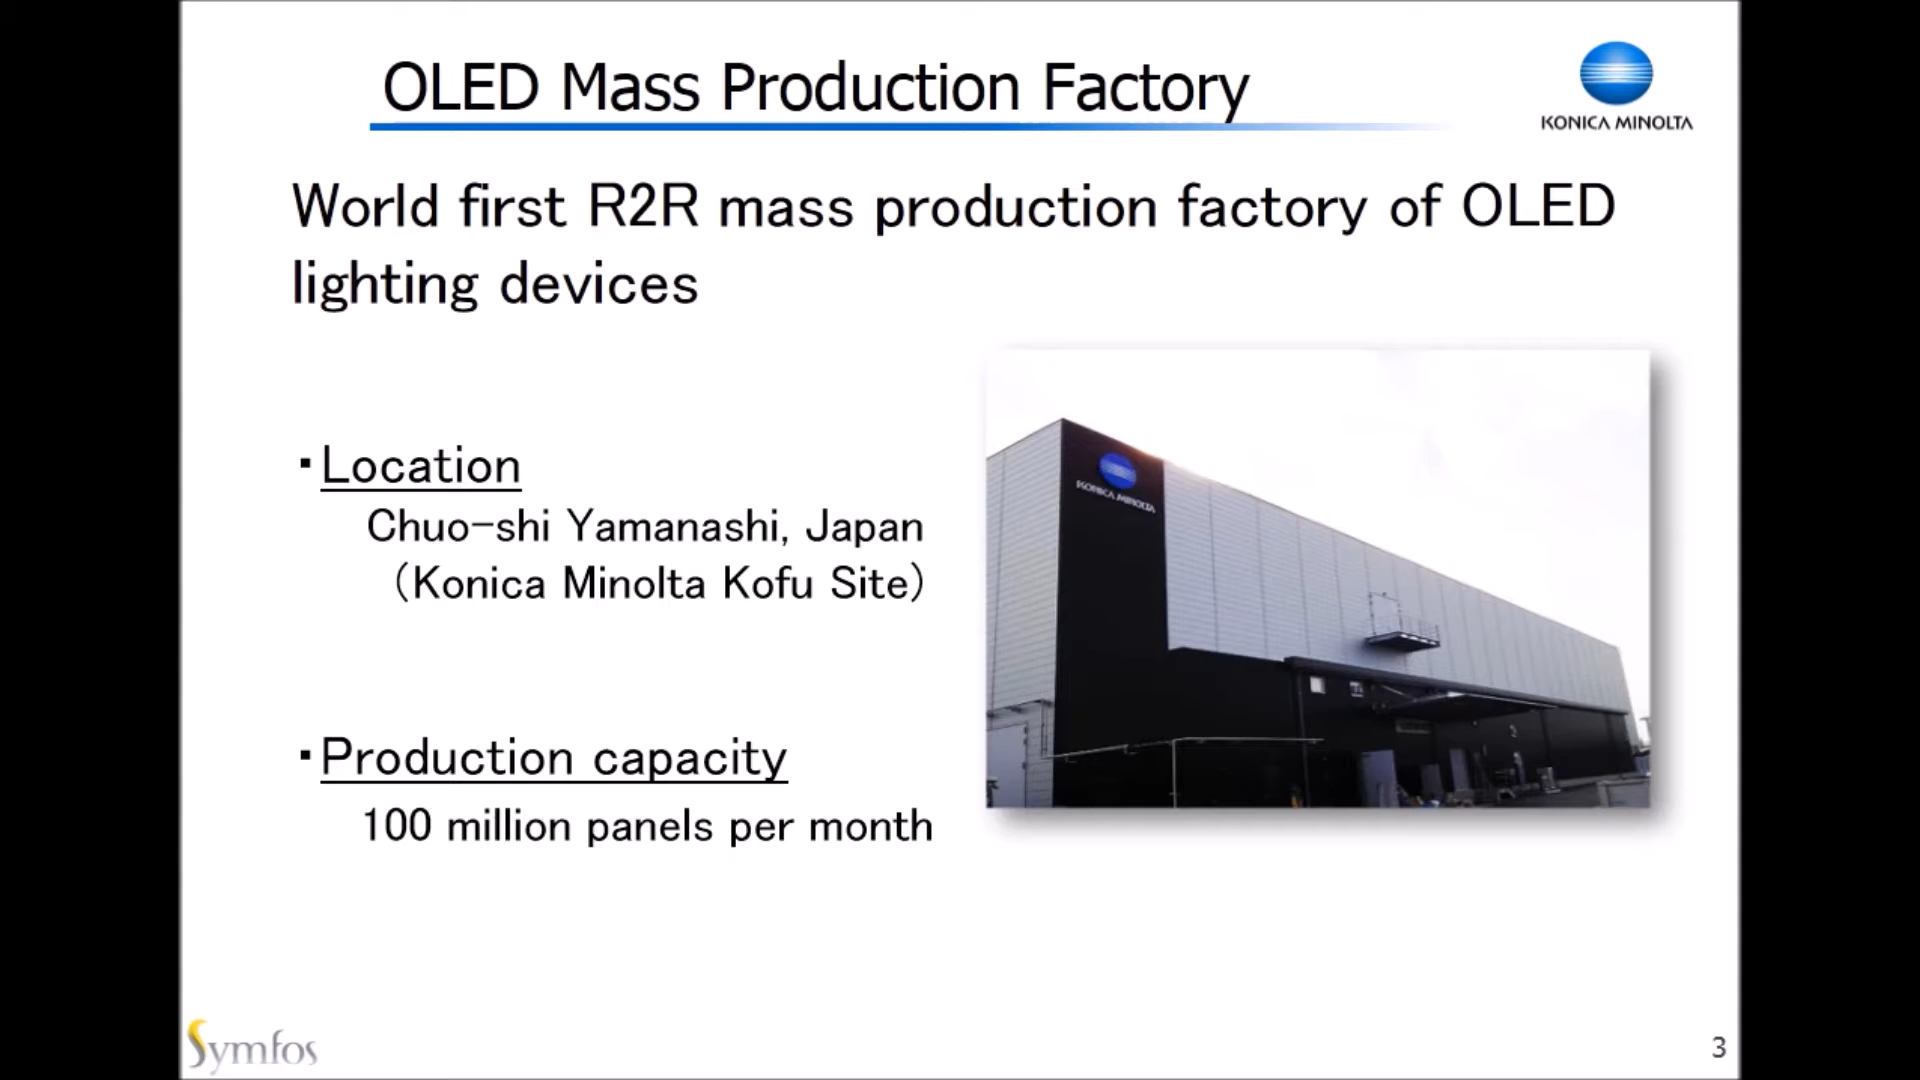 OLED Mass Production Factory
KONICA MINOLTA
World first R2R mass production factory of OLED
lighting devices
・Location
Chuo-shi Yamanashi, Japan
（Konica Minolta Kofu Site）
KONICA MINOLTA
・Production capacity
100 million panels per month
Symfos
3